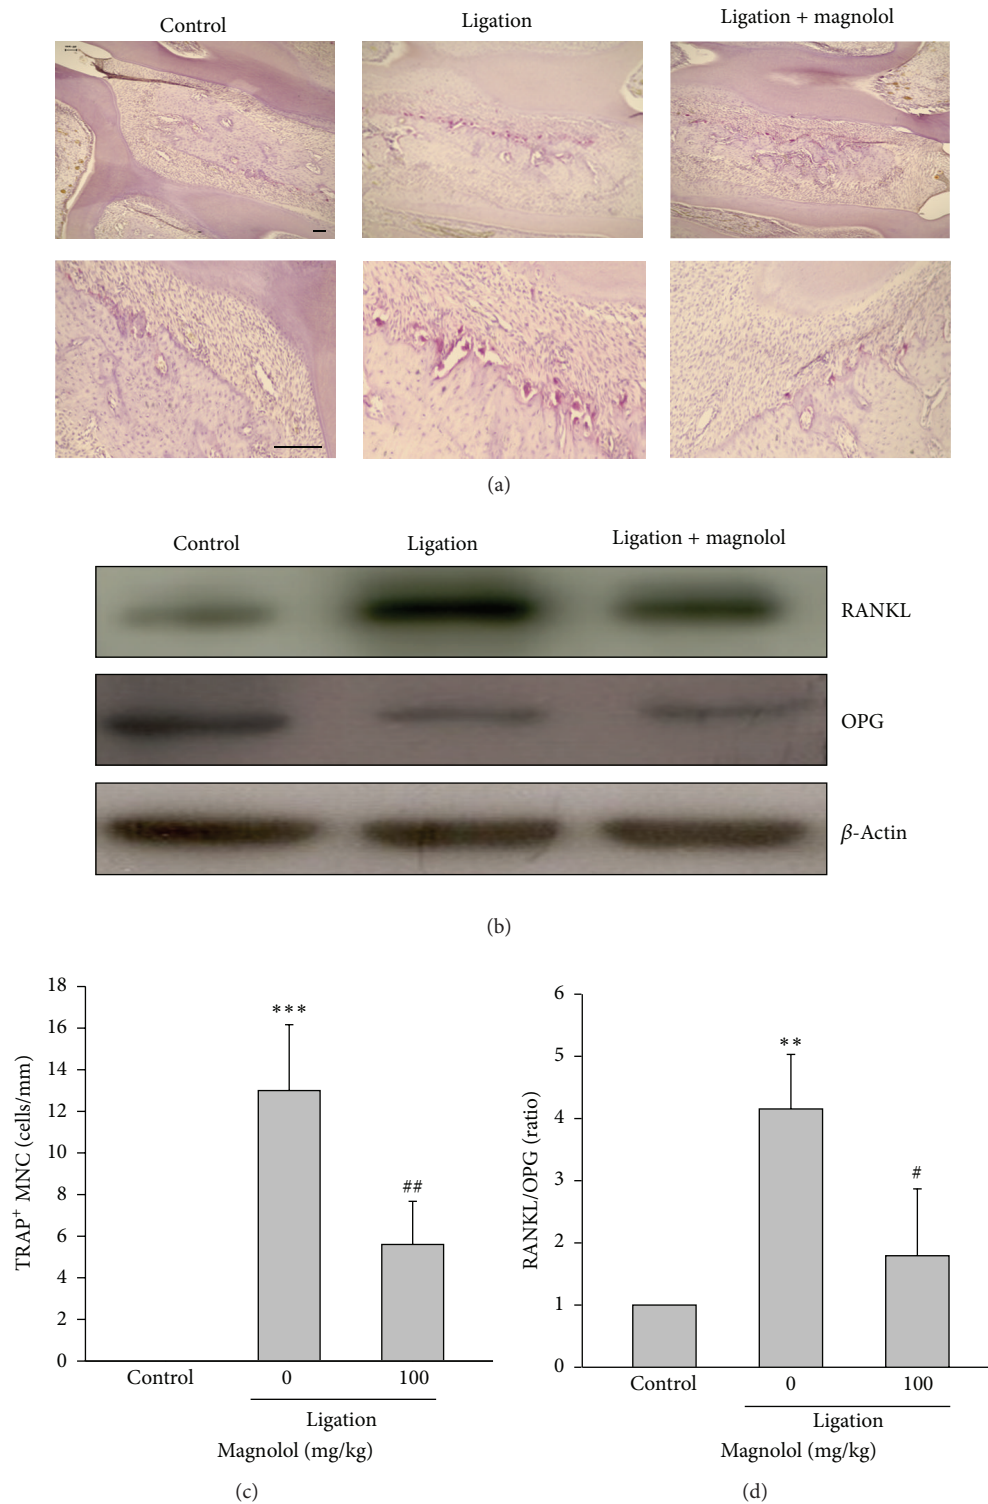 Control
Ligation
Ligation + magnolol
(a)
Control
Ligation
Ligation + magnolol
RANKL
OPG
β-Actin
(b)
TRAP⁺ MNC (cells/mm)
18
16
14
12
10
8
6
4
2
0
***
##
Control
0
100
Ligation
Magnolol (mg/kg)
(c)
RANKL/OPG (ratio)
6
5
4
3
2
1
0
**
#
Control
0
100
Ligation
Magnolol (mg/kg)
(d)